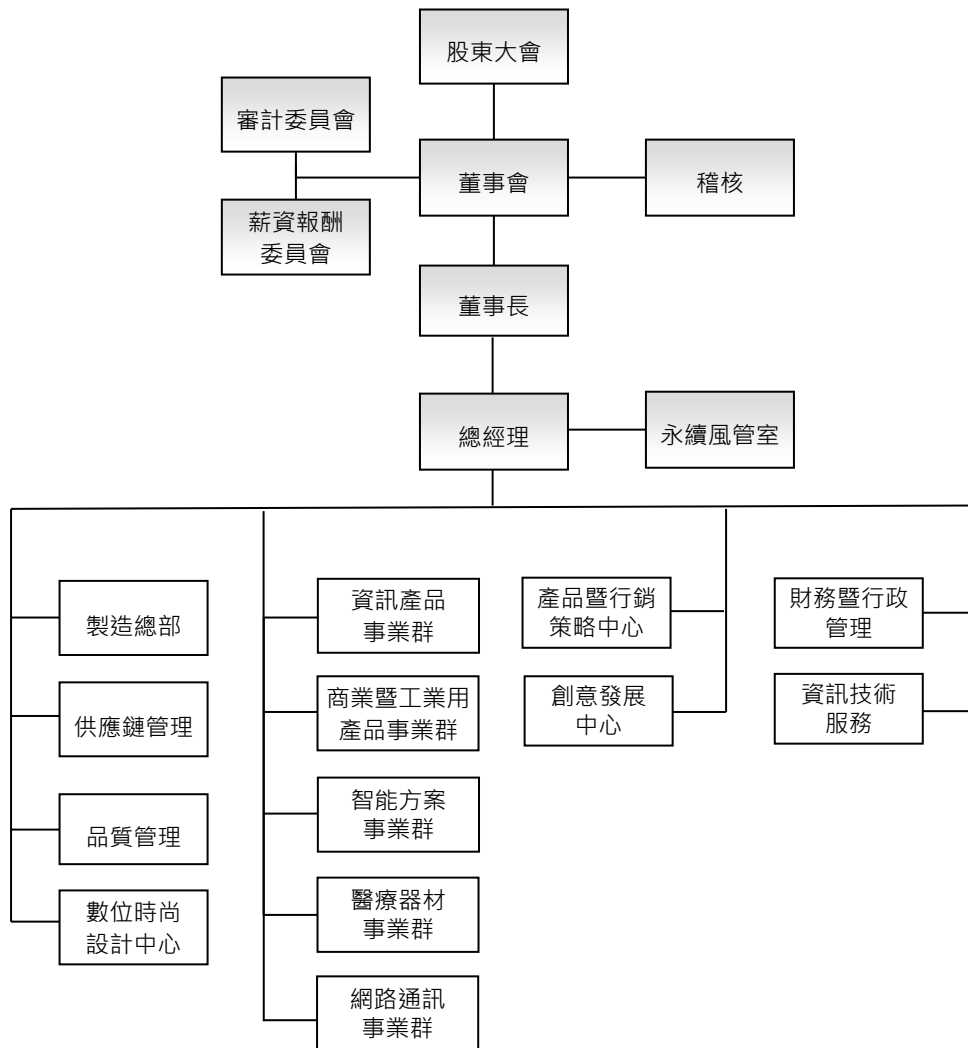 股東大會
審計委員會
董事會
稽核
薪資報酬
委員會
董事長
總經理
永續風管室
製造總部
供應鏈管理
品質管理
數位時尚
設計中心
資訊產品
事業群
商業暨工業用
產品事業群
智能方案
事業群
醫療器材
事業群
網路通訊
事業群
產品暨行銷
策略中心
創意發展
中心
財務暨行政
管理
資訊技術
服務